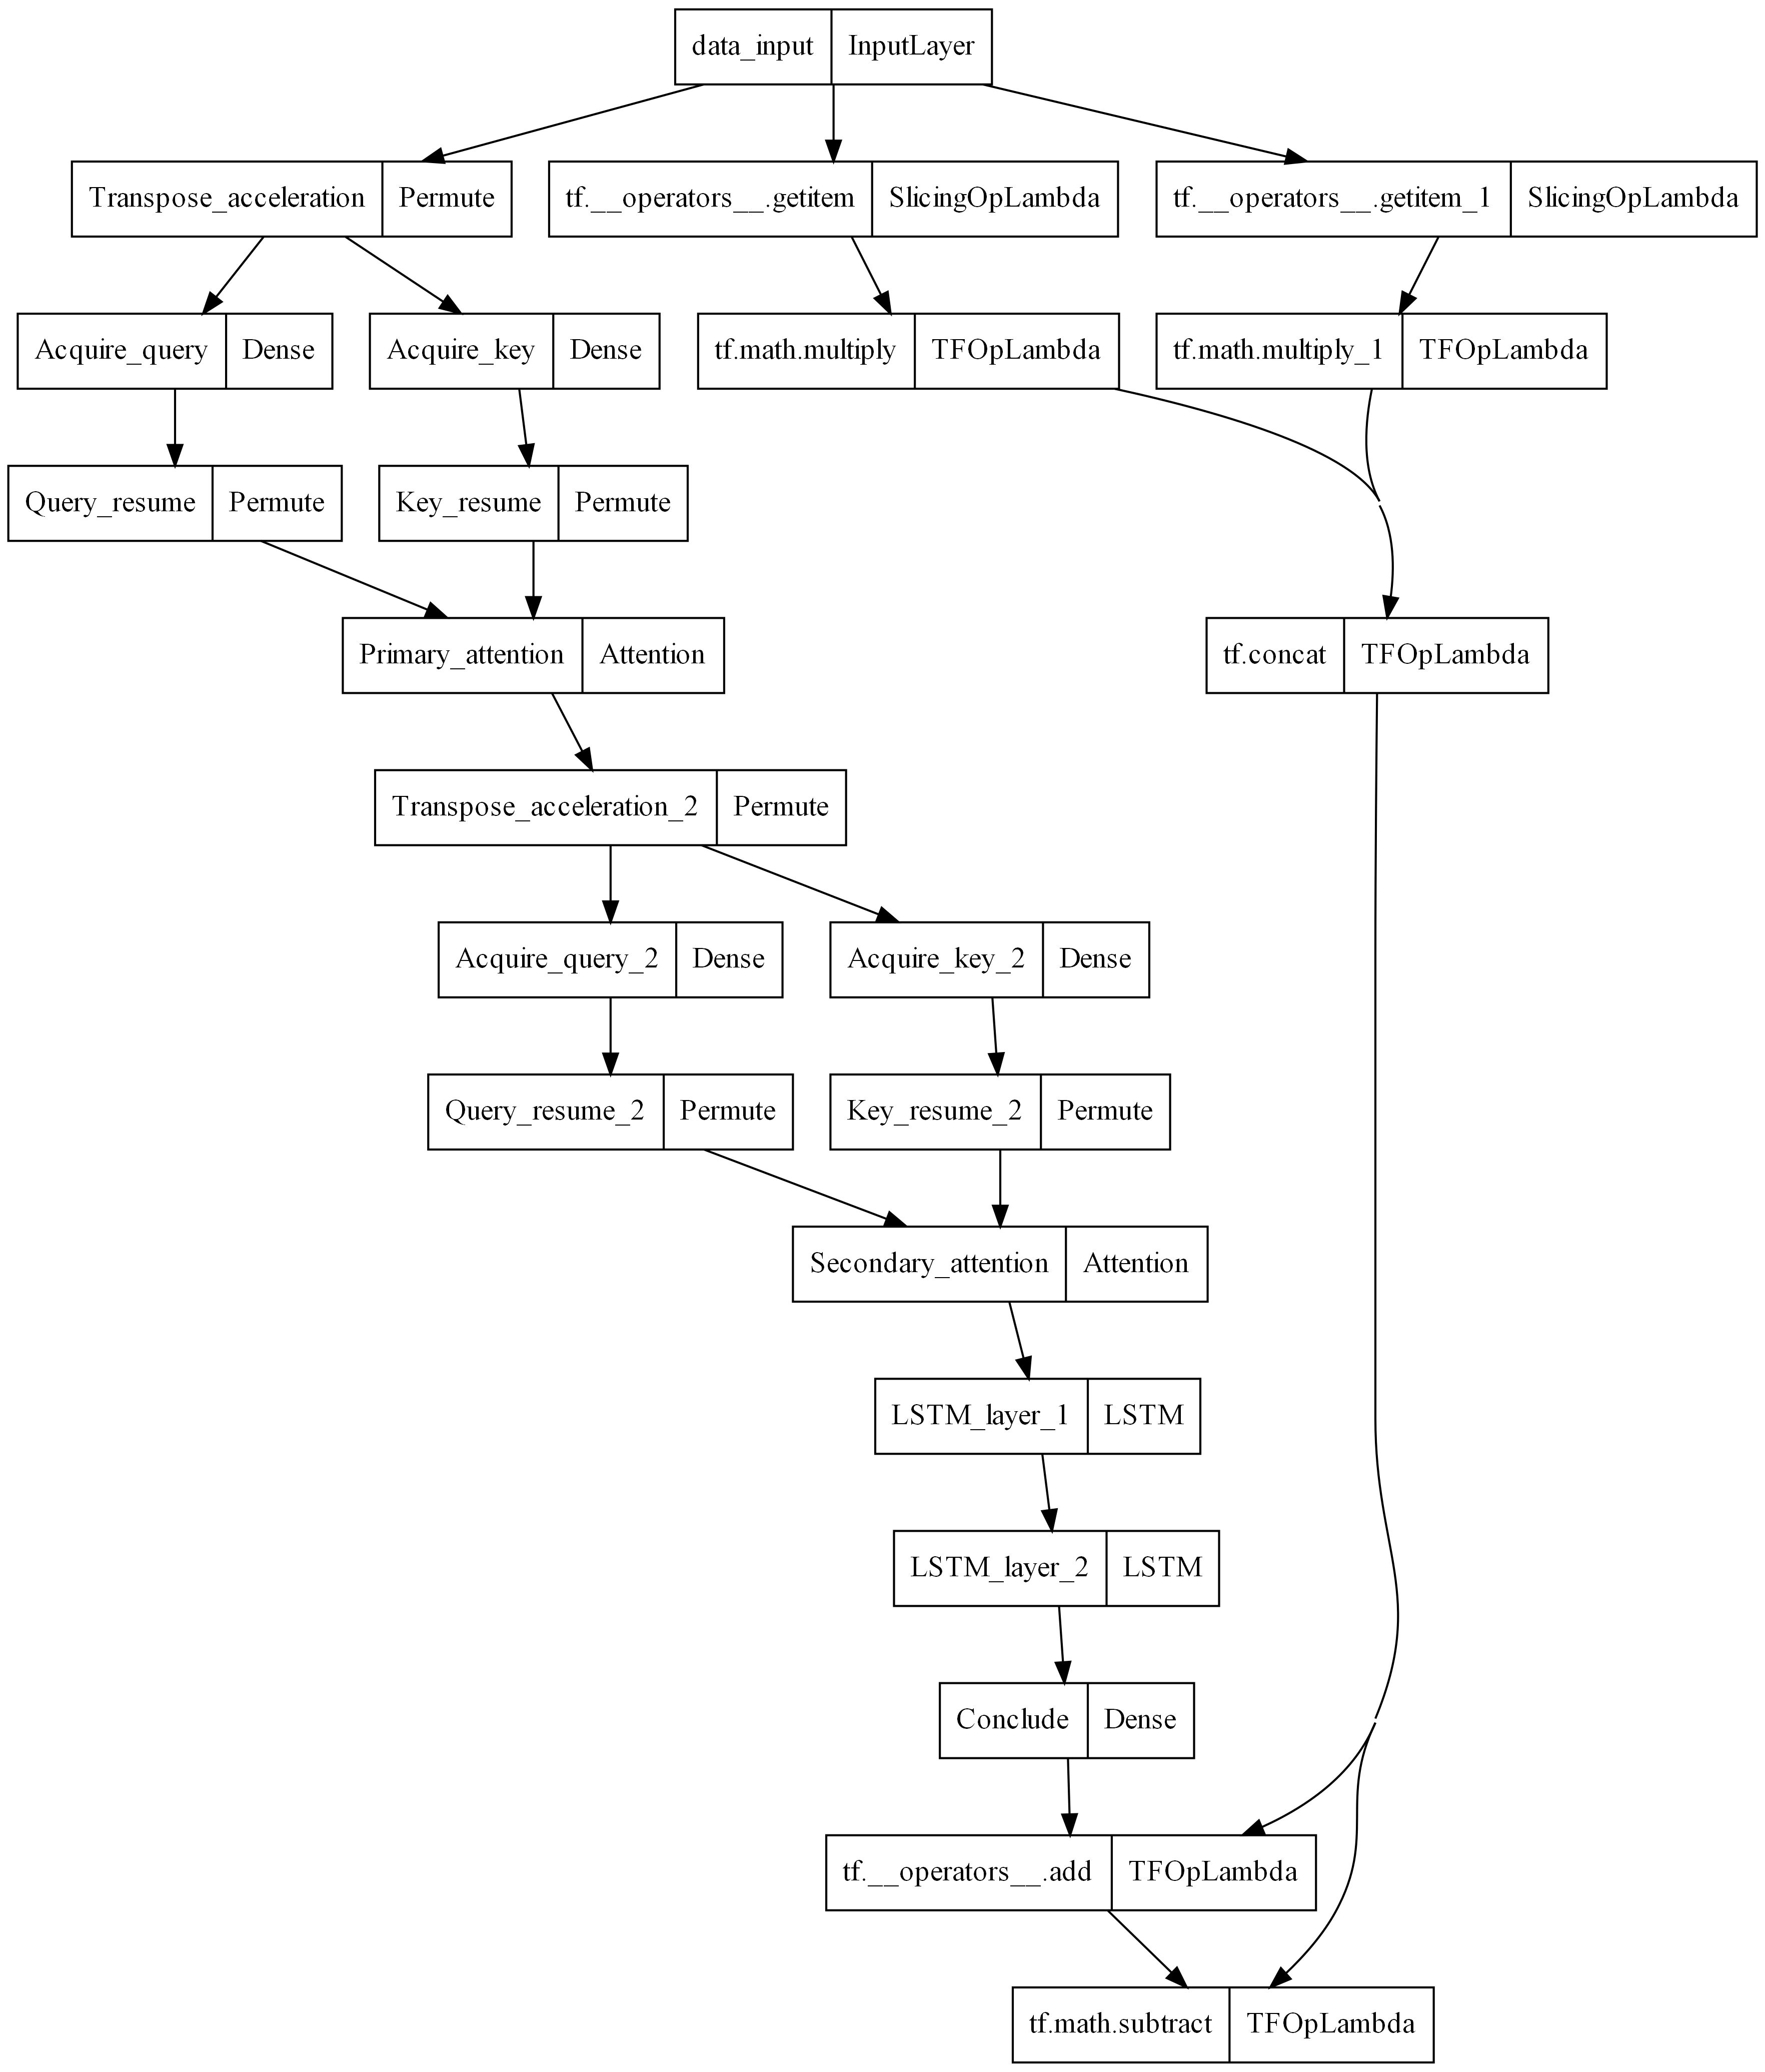 data_input InputLayer
Transpose_acceleration Permute
tf.__operators__.getitem SlicingOpLambda
tf.__operators__.getitem_1 SlicingOpLambda
Acquire_query Dense
Acquire_key Dense
tf.math.multiply TFOpLambda
tf.math.multiply_1 TFOpLambda
Query_resume Permute
Key_resume Permute
Primary_attention Attention
tf.concat TFOpLambda
Transpose_acceleration_2 Permute
Acquire_query_2 Dense
Acquire_key_2 Dense
Query_resume_2 Permute
Key_resume_2 Permute
Secondary_attention Attention
LSTM_layer_1 LSTM
LSTM_layer_2 LSTM
Conclude Dense
tf.__operators__.add TFOpLambda
tf.math.subtract TFOpLambda